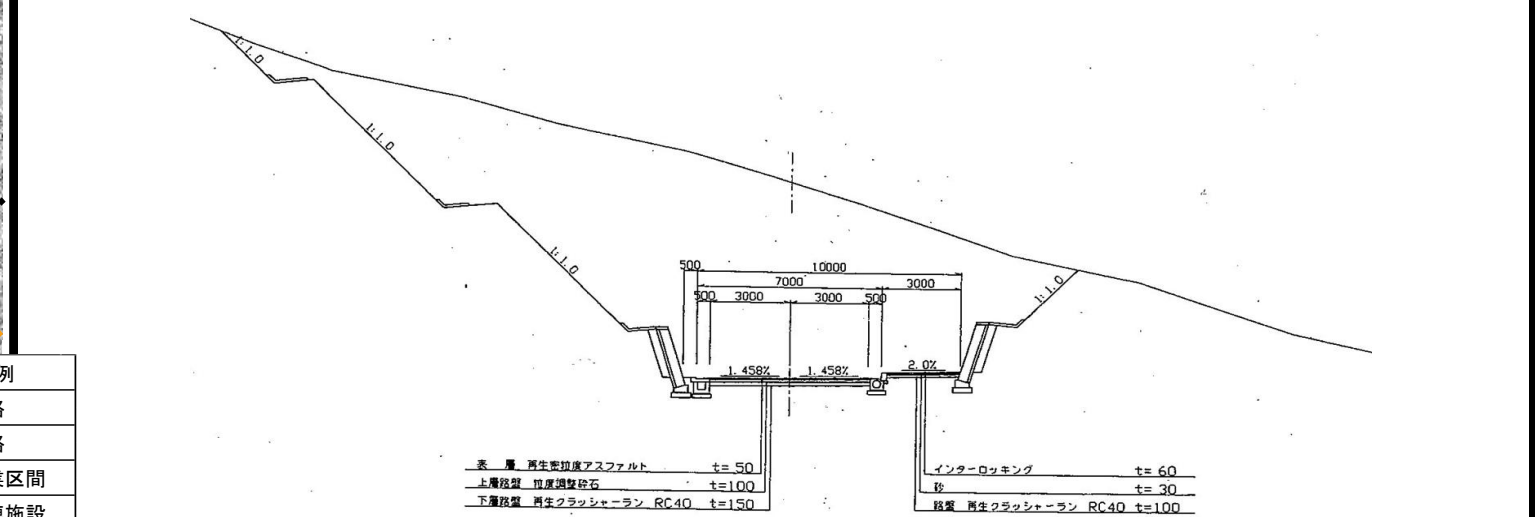 1:1.0
1:1.0
1:1.0
1:1.0
500 10000
7000 3000
500 3000 3000 500
1.458% 1.458% 2.0%
表 層 再生密粒度アスファルト t= 50
上層路盤 粒度調整砕石 t=100
下層路盤 再生クラッシャーラン RC40 t=150
インターロッキング t= 60
砂 t= 30
路盤 再生クラッシャーラン RC40 t=100
例
路
路
業区間
連施設